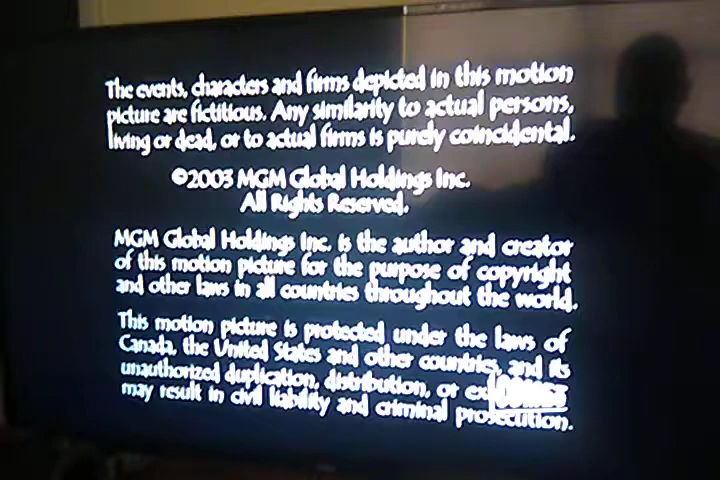 The events, characters and firms depicted in this motion
picture are fictitious. Any similarity to actual persons,
living or dead, or to actual firms is purely coincidental.
©2003 MGM Global Holdings Inc.
All Rights Reserved.
MGM Global Holdings Inc. is the author and creator
of this motion picture for the purpose of copyright
and other laws in all countries throughout the world.
This motion picture is protected under the laws of
Canada, the United States and other countries, and its
unauthorized duplication, distribution, or
may result in civil liability and criminal prosecution.